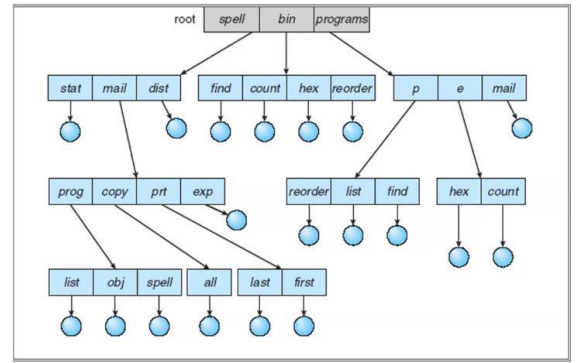 root spell bin programs
stat mail dist find count hex reorder p e mail
prog copy prt exp reorder list find hex count
list obj spell all last first